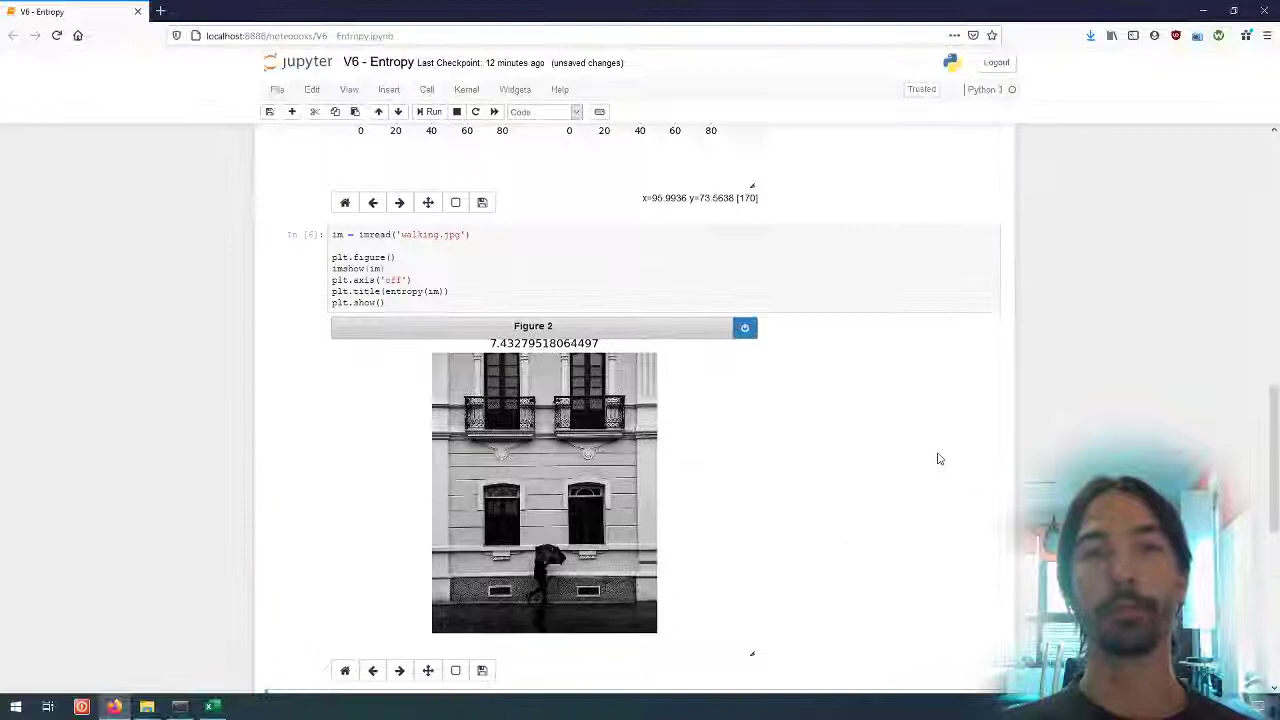 V6 - Entropy
localhost:8888/notebooks/V6 Entropy.ipynb
jupyter V6 - Entropy Last Checkpoint: 12 minutes ago (unsaved changes)
Logout
File Edit View Insert Cell Kernel Widgets Help
Trusted
Python 3
Run
Code
0 20 40 60 80 0 20 40 60 80
x=95.9936 y=73.5638 [170]
In [6]:
im = imread('walking.jpg')
plt.figure()
imshow(im)
plt.axis('off')
plt.title(entropy(im))
plt.show()
Figure 2
7.43279518064497